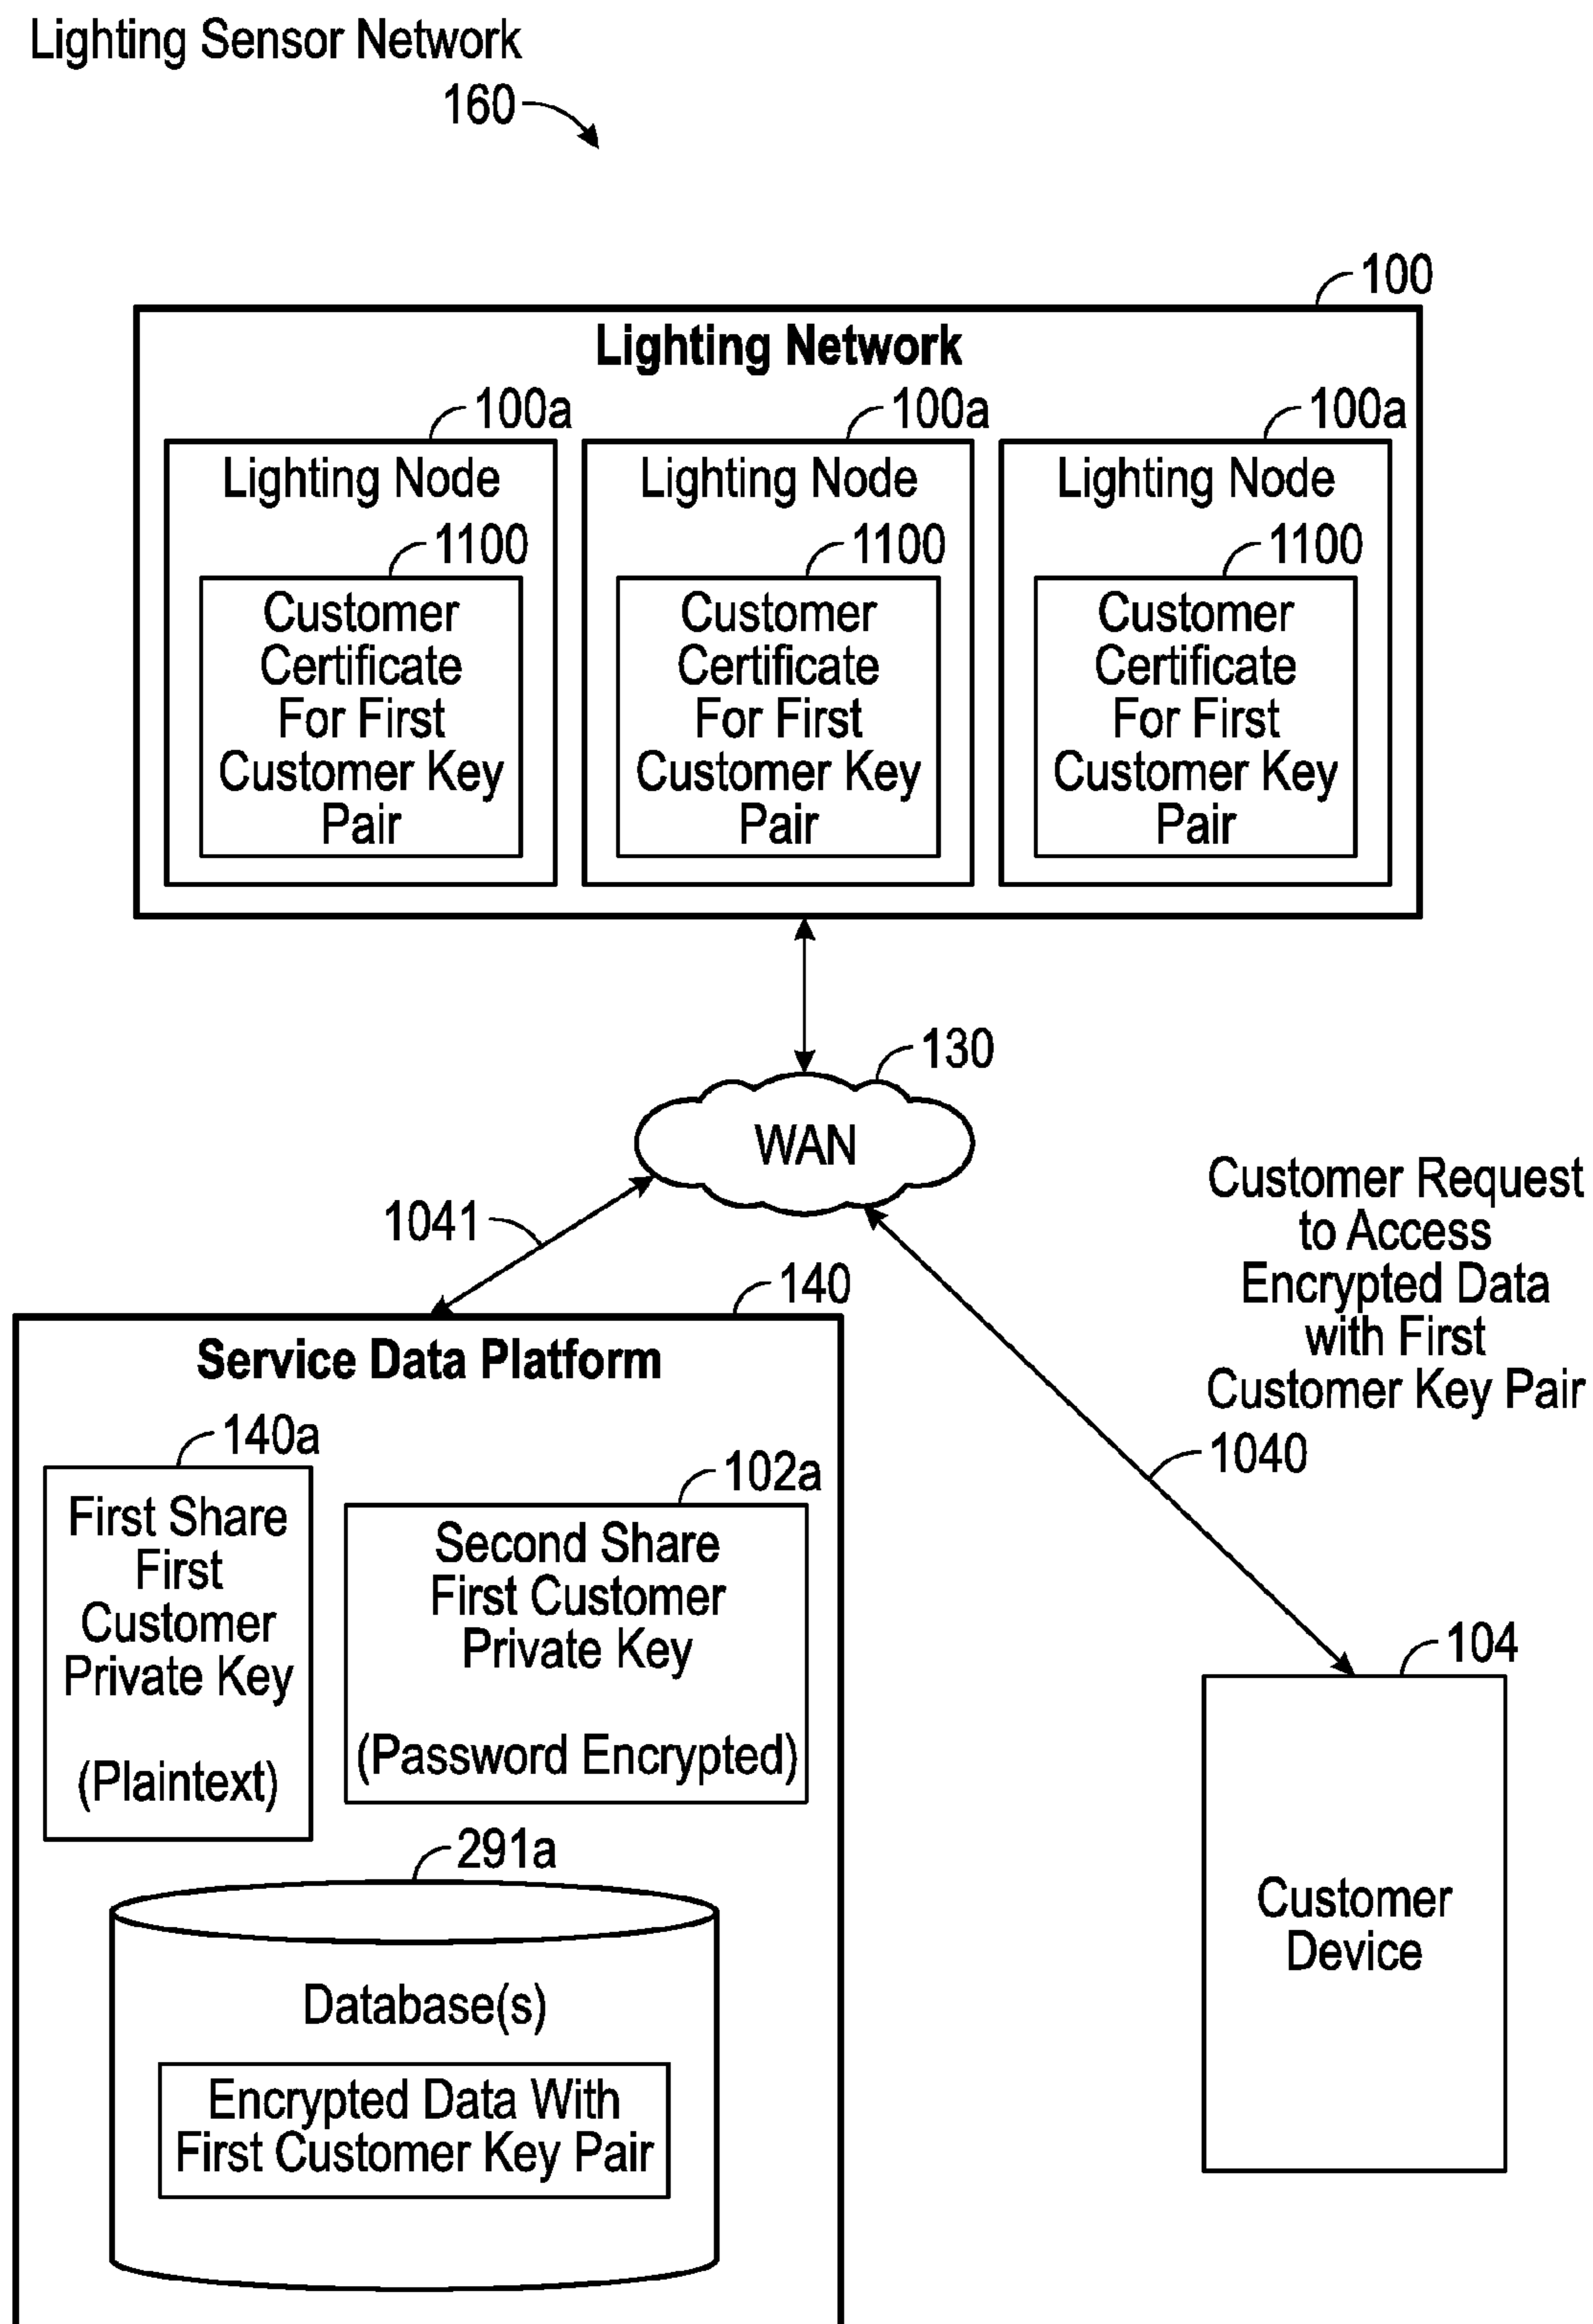 Lighting Sensor Network
160
100
Lighting Network
100a
100a
100a
Lighting Node
Lighting Node
Lighting Node
1100
1100
1100
Customer
Certificate
For First
Customer Key
Pair
Customer
Certificate
For First
Customer Key
Pair
Customer
Certificate
For First
Customer Key
Pair
130
WAN
1041
Customer Request
to Access
Encrypted Data
with First
Customer Key Pair
1040
140
Service Data Platform
140a
First Share
First
Customer
Private Key
(Plaintext)
102a
Second Share
First Customer
Private Key
(Password Encrypted)
291a
Database(s)
Encrypted Data With
First Customer Key Pair
104
Customer
Device